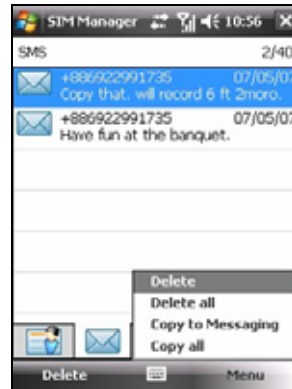 SIM Manager 10:56
SMS 2/40
+886922991735 07/05/07
Copy that. will record 6 ft 2moro.
+886922991735 07/05/07
Have fun at the banquet.
Delete
Delete all
Copy to Messaging
Copy all
Delete Menu